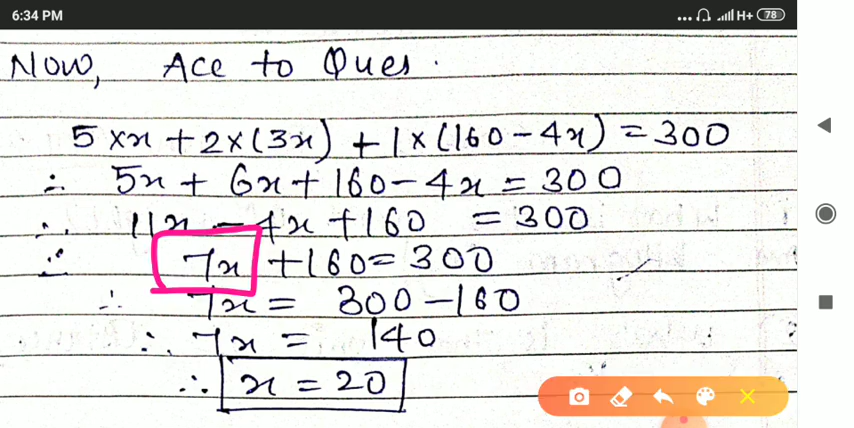 6:34 PM ... H+ 78
Now, Acc to Ques.
5 × x + 2 × (3x) + 1 × (160 - 4x) = 300
∴ 5x + 6x + 160 - 4x = 300
∴ 11x - 4x + 160 = 300
∴ 7x + 160 = 300
∴ 7x = 300 - 160
∴ 7x = 140
∴ x = 20